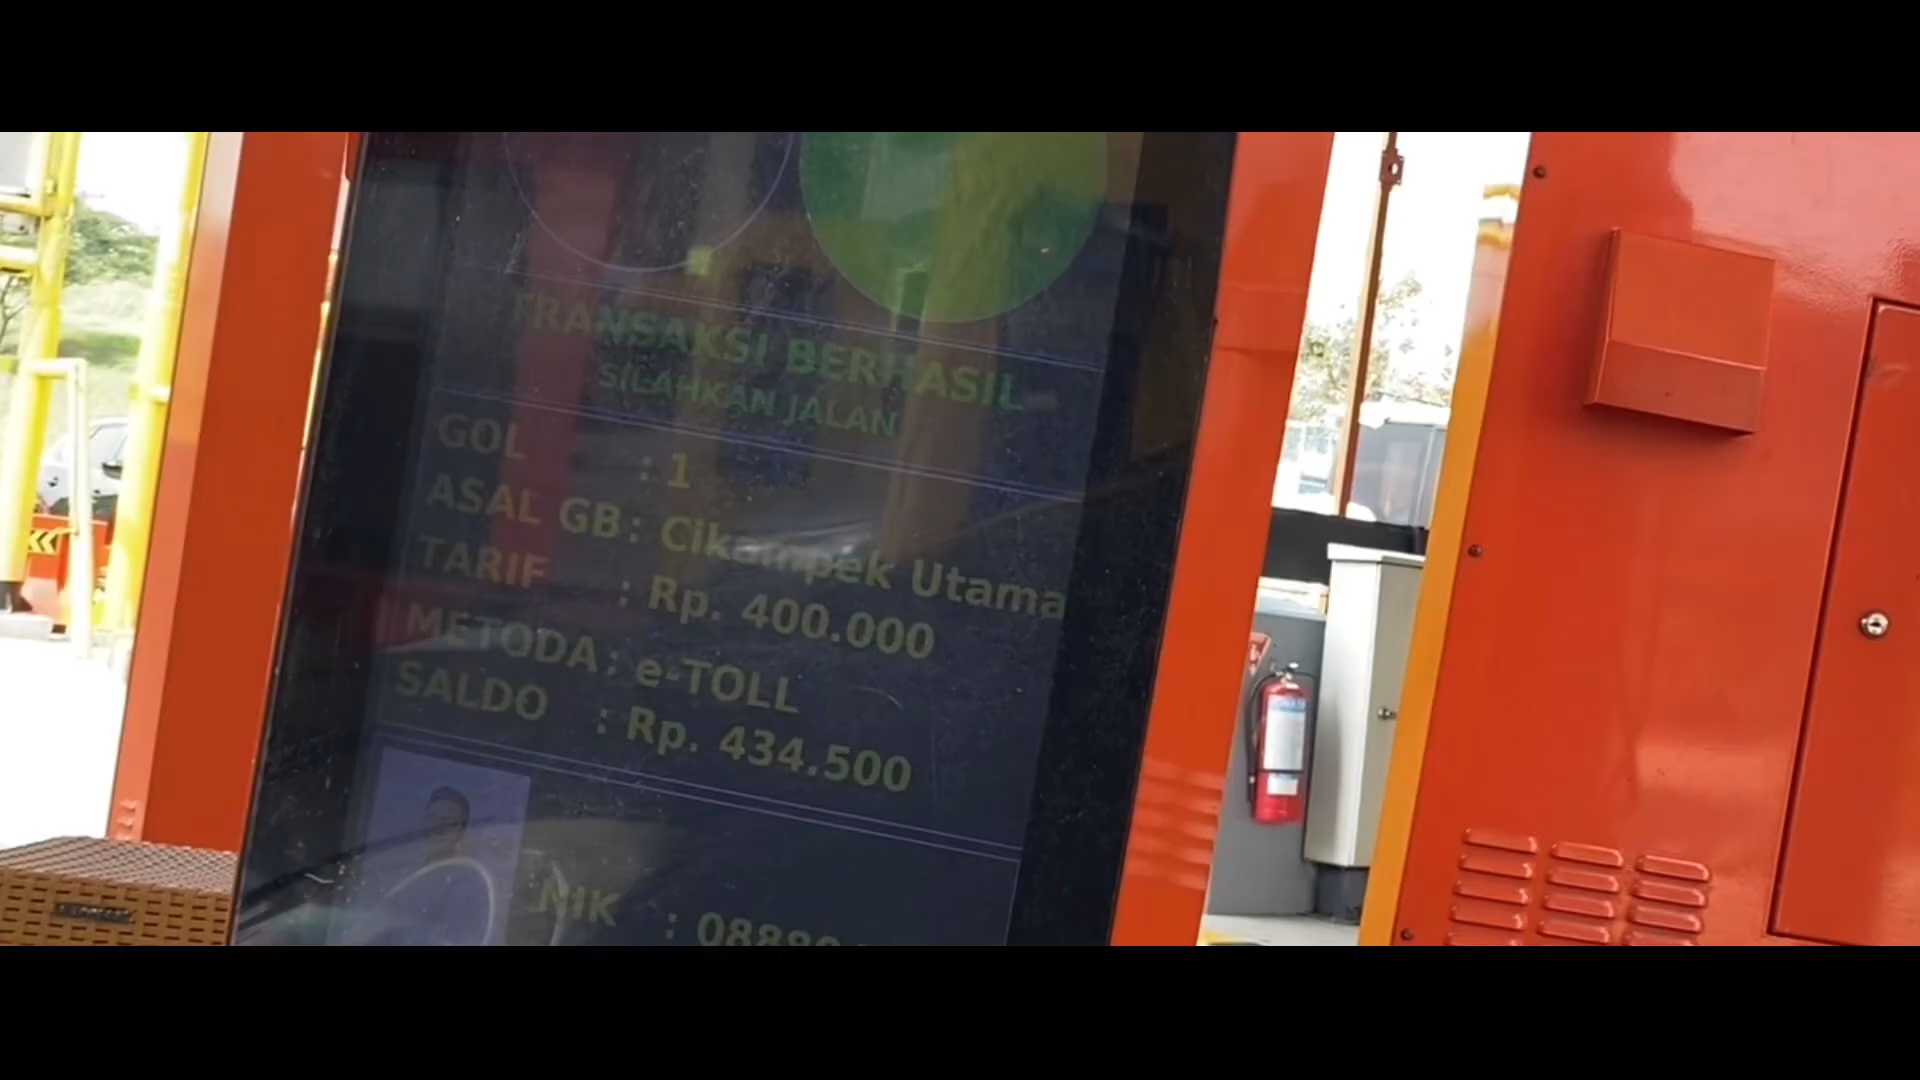 TRANSAKSI BERHASIL
SILAHKAN JALAN
GOL : 1
ASAL GB : Cikampek Utama
TARIF : Rp. 400.000
METODA : e-TOLL
SALDO : Rp. 434.500
NIK :